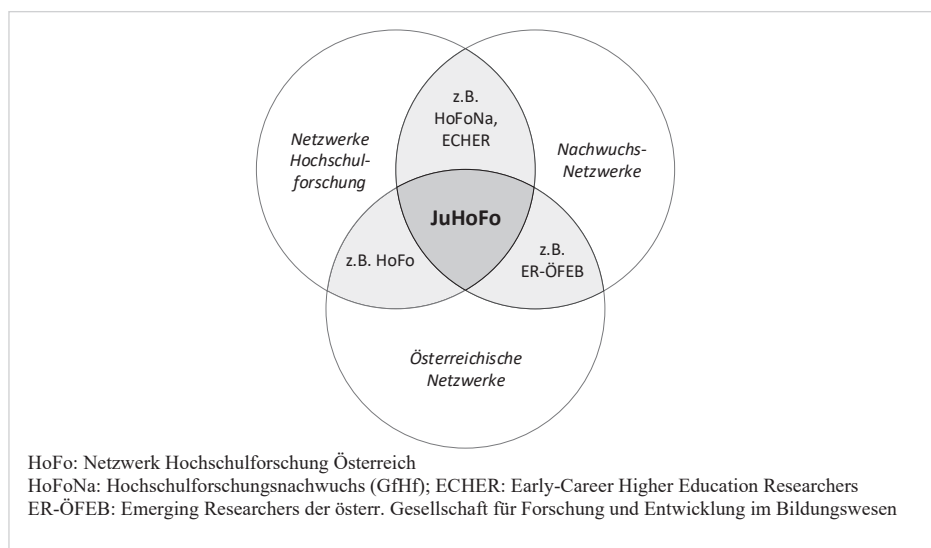 z.B.
HoFoNa,
ECHER
Netzwerke
Hochschul-
forschung
Nachwuchs-
Netzwerke
JuHoFo
z.B. HoFo
z.B.
ER-ÖFEB
Österreichische
Netzwerke
HoFo: Netzwerk Hochschulforschung Österreich
HoFoNa: Hochschulforschungsnachwuchs (GfHf); ECHER: Early-Career Higher Education Researchers
ER-ÖFEB: Emerging Researchers der österr. Gesellschaft für Forschung und Entwicklung im Bildungswesen